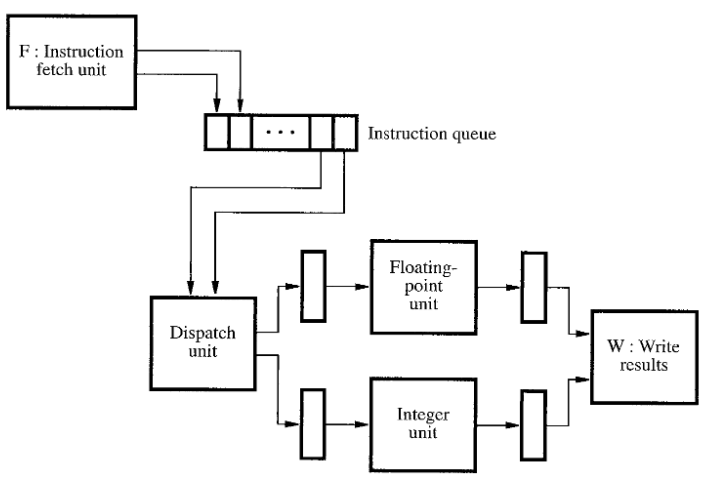 F : Instruction
fetch unit
. . .
Instruction queue
Floating-
point
unit
Dispatch
unit
W : Write
results
Integer
unit